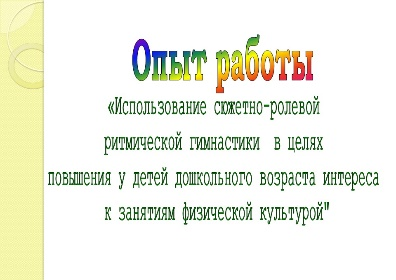 Опыт работы
«Использование сюжетно-ролевой
ритмической гимнастики в целях
повышения у детей дошкольного возраста интереса
к занятиям физической культурой"